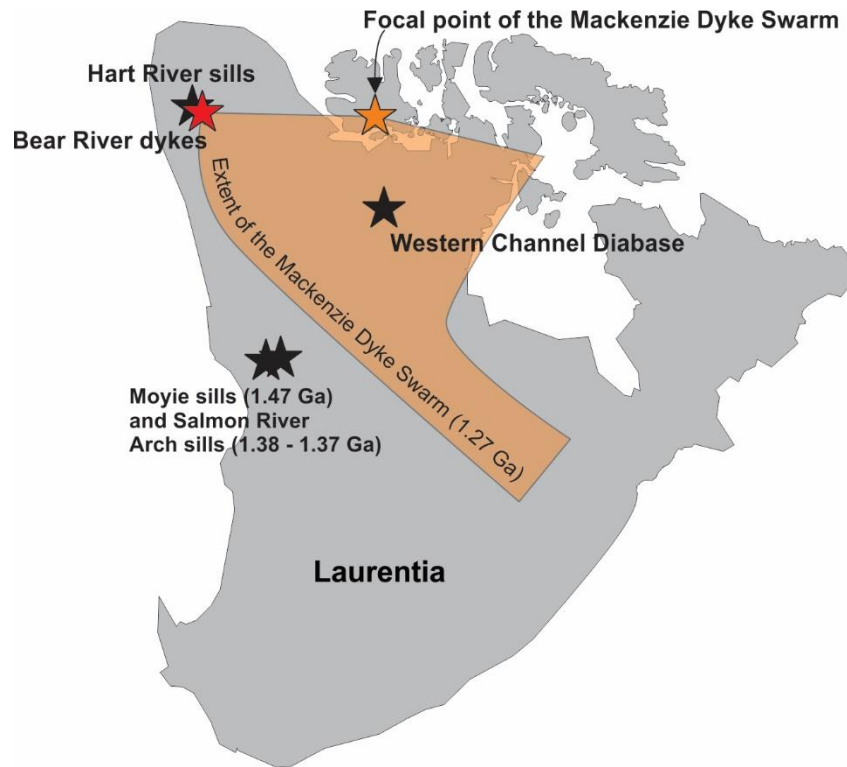 Focal point of the Mackenzie Dyke Swarm
Hart River sills
Bear River dykes
Western Channel Diabase
Extent of the Mackenzie Dyke Swarm (1.27 Ga)
Moyie sills (1.47 Ga)
and Salmon River
Arch sills (1.38 - 1.37 Ga)
Laurentia